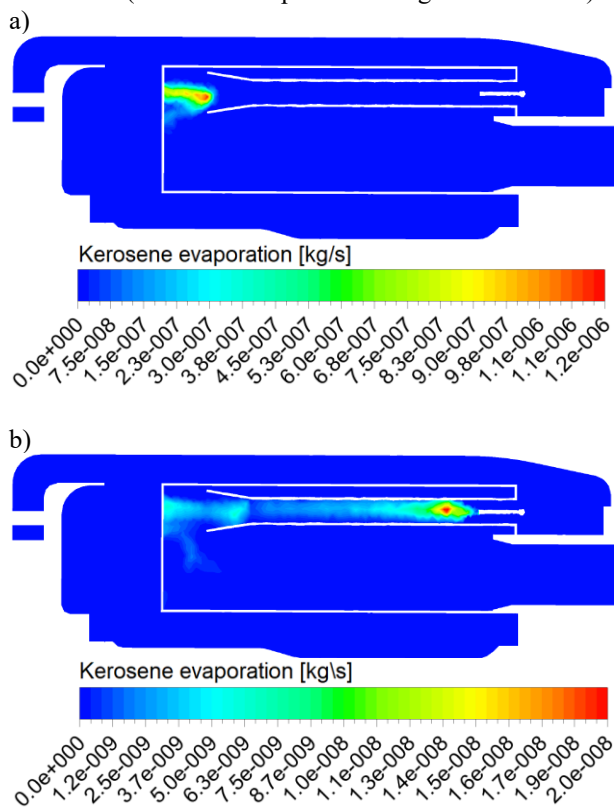 a)
Kerosene evaporation [kg/s]
0.0e+000
7.5e-008
1.5e-007
2.3e-007
3.0e-007
3.8e-007
4.5e-007
5.3e-007
6.0e-007
6.8e-007
7.5e-007
8.3e-007
9.0e-007
9.8e-007
1.1e-006
1.1e-006
1.2e-006
b)
Kerosene evaporation [kg\s]
0.0e+000
1.2e-009
2.5e-009
3.7e-009
5.0e-009
6.3e-009
7.5e-009
8.7e-009
1.0e-008
1.1e-008
1.3e-008
1.4e-008
1.5e-008
1.6e-008
1.7e-008
1.9e-008
2.0e-008